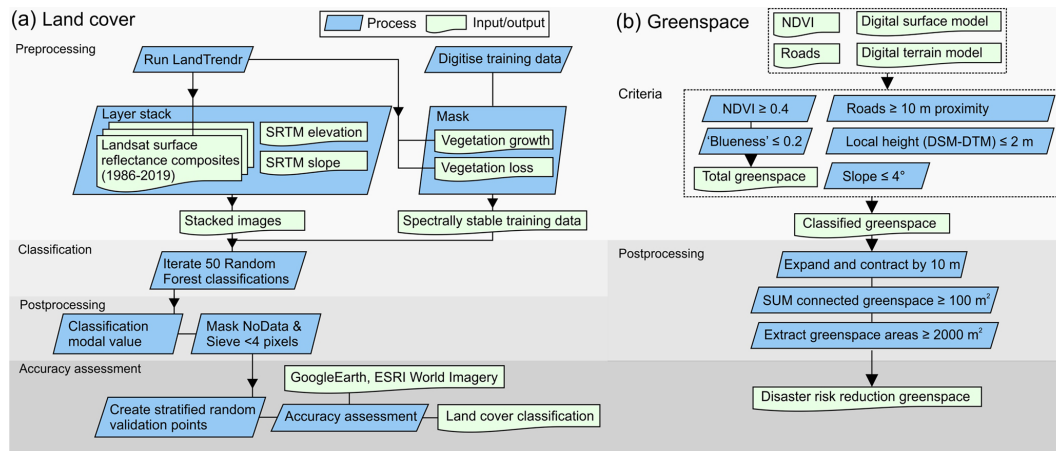 (a) Land cover
Process
Input/output
Preprocessing
Run LandTrendr
Digitise training data
Layer stack
Landsat surface
reflectance composites
(1986-2019)
SRTM elevation
SRTM slope
Mask
Vegetation growth
Vegetation loss
Stacked images
Spectrally stable training data
Classification
Iterate 50 Random
Forest classifications
Postprocessing
Classification
modal value
Mask NoData &
Sieve <4 pixels
Accuracy assessment
GoogleEarth, ESRI World Imagery
Create stratified random
validation points
Accuracy assessment
Land cover classification
(b) Greenspace
NDVI
Digital surface model
Roads
Digital terrain model
Criteria
NDVI ≥ 0.4
Roads ≥ 10 m proximity
'Blueness' ≤ 0.2
Local height (DSM-DTM) ≤ 2 m
Total greenspace
Slope ≤ 4°
Classified greenspace
Postprocessing
Expand and contract by 10 m
SUM connected greenspace ≥ 100 m²
Extract greenspace areas ≥ 2000 m²
Disaster risk reduction greenspace